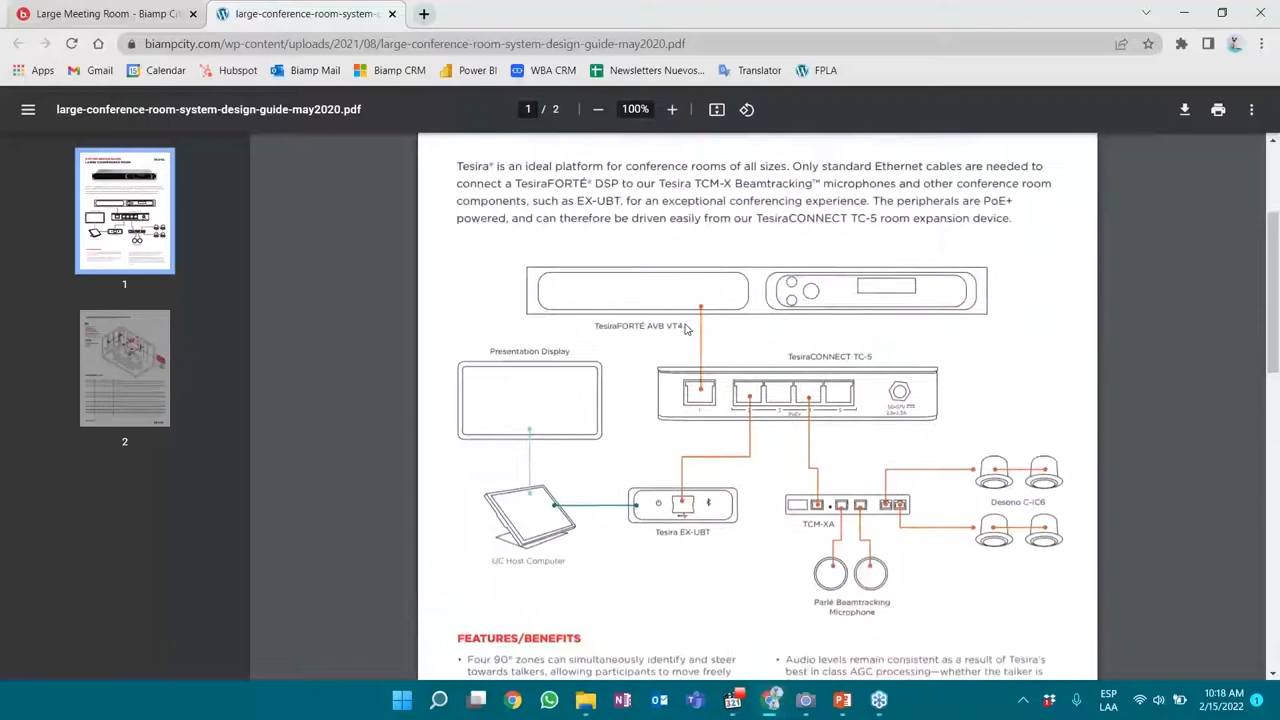 Large Meeting Room - Biamp Cit
large-conference-room-system-d
biampcity.com/wp-content/uploads/2021/08/large-conference-room-system-design-guide-may2020.pdf
Apps
Gmail
Calendar
Hubspot
Biamp Mail
Biamp CRM
Power BI
WBA CRM
Newsletters Nuevos...
Translator
FPLA
large-conference-room-system-design-guide-may2020.pdf
1 / 2
100%
Tesira® is an ideal platform for conference rooms of all sizes. Only standard Ethernet cables are needed to
connect a TesiraFORTÉ® DSP to our Tesira TCM-X Beamtracking™ microphones and other conference room
components, such as EX-UBT, for an exceptional conferencing experience. The peripherals are PoE+
powered, and can therefore be driven easily from our TesiraCONNECT TC-5 room expansion device.
TesiraFORTÉ AVB VT4
Presentation Display
TesiraCONNECT TC-5
1
PoE+
Desono C-IC6
TCM-XA
Tesira EX-UBT
UC Host Computer
Parlé Beamtracking
Microphone
FEATURES/BENEFITS
• Four 90° zones can simultaneously identify and steer
towards talkers, allowing participants to move freely
• Audio levels remain consistent as a result of Tesira's
best in class AGC processing—whether the talker is
1
2
ESP
LAA
10:18 AM
2/15/2022